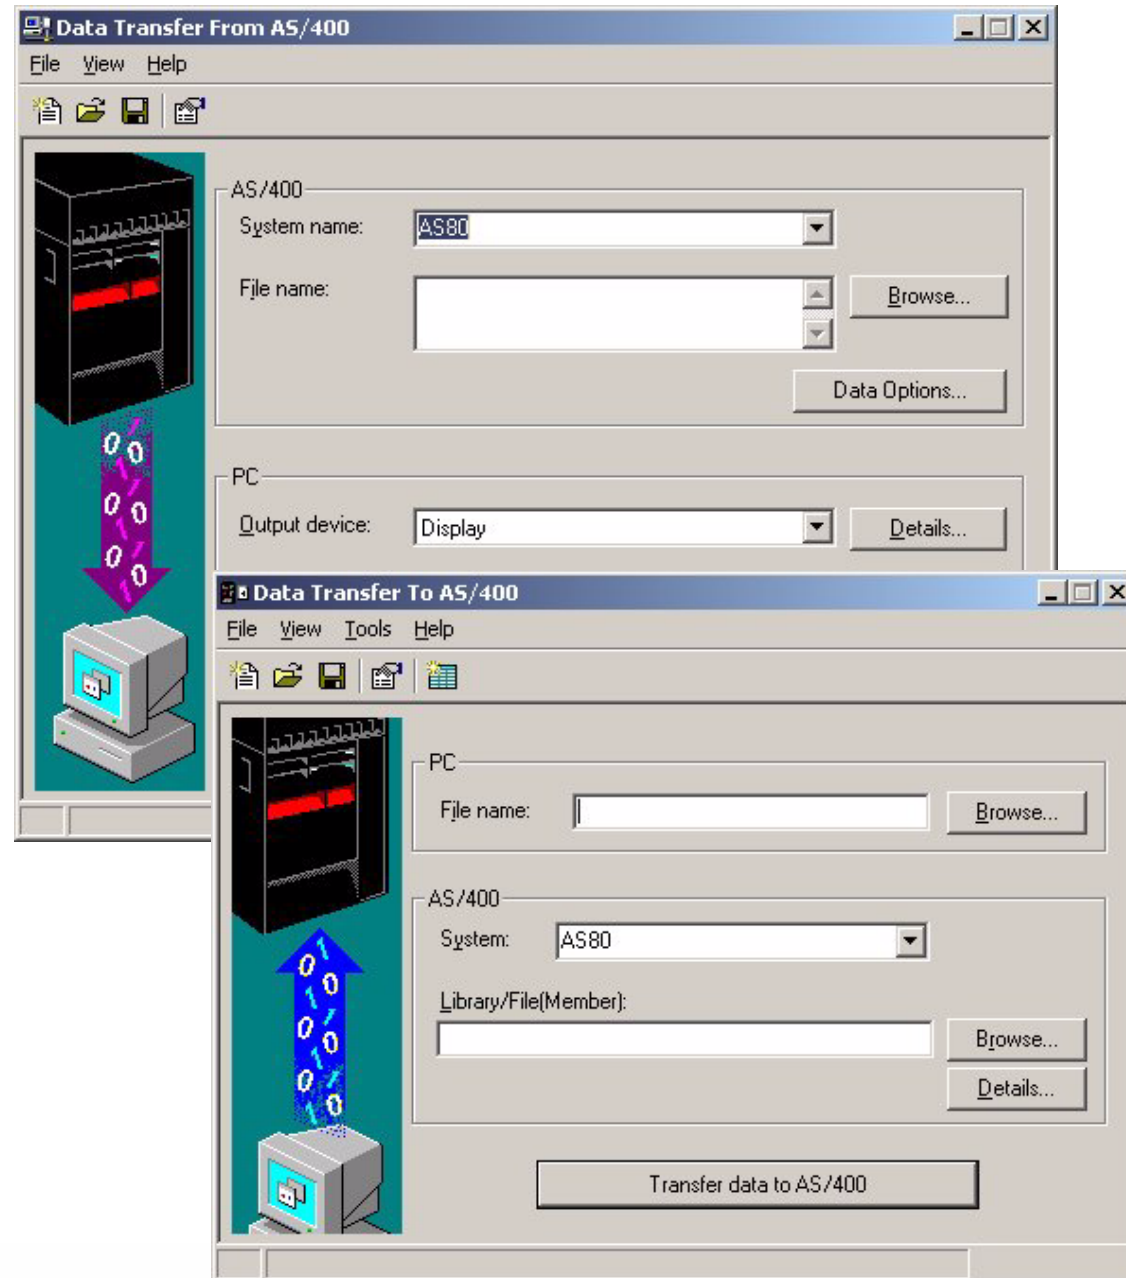 Data Transfer From AS/400
File View Help
AS/400
System name: AS80
File name: Browse...
Data Options...
PC
Output device: Display Details...
Data Transfer To AS/400
File View Tools Help
PC
File name: Browse...
AS/400
System: AS80
Library/File(Member):
Browse...
Details...
Transfer data to AS/400